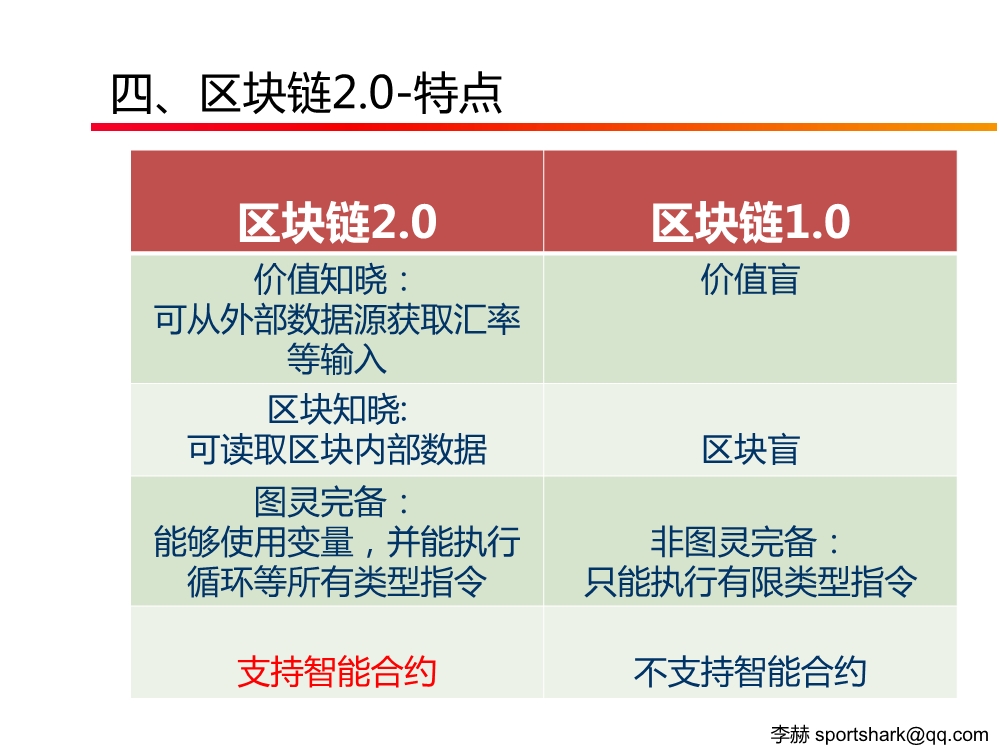 四、区块链2.0-特点
区块链2.0
区块链1.0
价值知晓：
可从外部数据源获取汇率
等输入
价值盲
区块知晓:
可读取区块内部数据
区块盲
图灵完备：
能够使用变量，并能执行
循环等所有类型指令
非图灵完备：
只能执行有限类型指令
支持智能合约
不支持智能合约
李赫 sportshark@qq.com